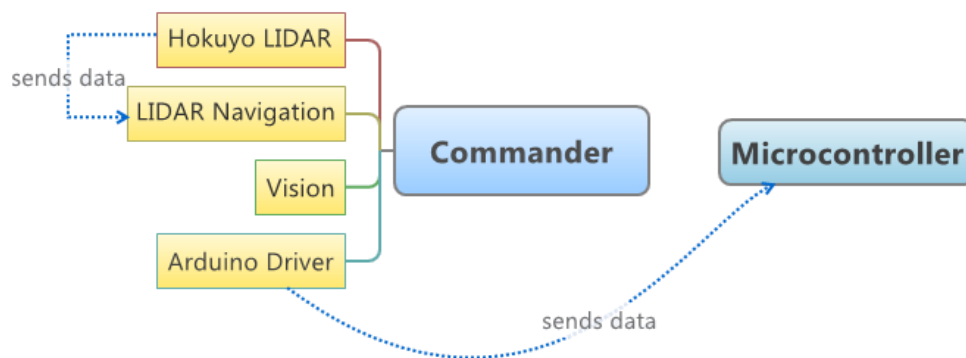 Hokuyo LIDAR
sends data
LIDAR Navigation
Commander
Microcontroller
Vision
Arduino Driver
sends data